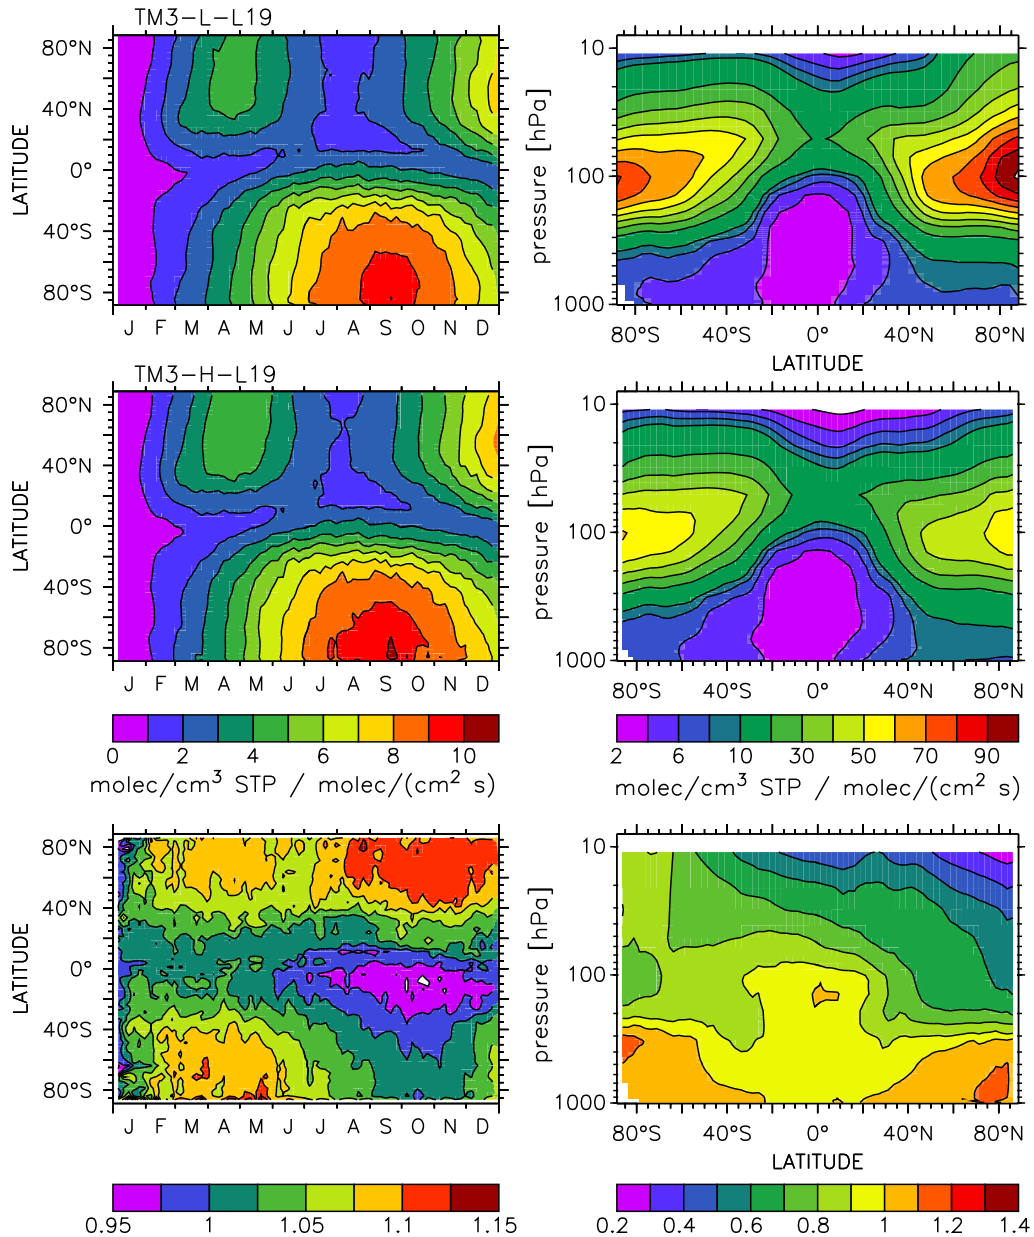 TM3-L-L19
80°N
40°N
0°
40°S
80°S
LATITUDE
J F M A M J J A S O N D
10
100
1000
pressure [hPa]
80°S 40°S 0° 40°N 80°N
LATITUDE
TM3-H-L19
80°N
40°N
0°
40°S
80°S
LATITUDE
J F M A M J J A S O N D
10
100
1000
pressure [hPa]
80°S 40°S 0° 40°N 80°N
0 2 4 6 8 10
molec/cm³ STP / molec/(cm² s)
2 6 10 30 50 70 90
molec/cm³ STP / molec/(cm² s)
80°N
40°N
0°
40°S
80°S
LATITUDE
J F M A M J J A S O N D
10
100
1000
pressure [hPa]
80°S 40°S 0° 40°N 80°N
LATITUDE
0.95 1 1.05 1.1 1.15
0.2 0.4 0.6 0.8 1 1.2 1.4